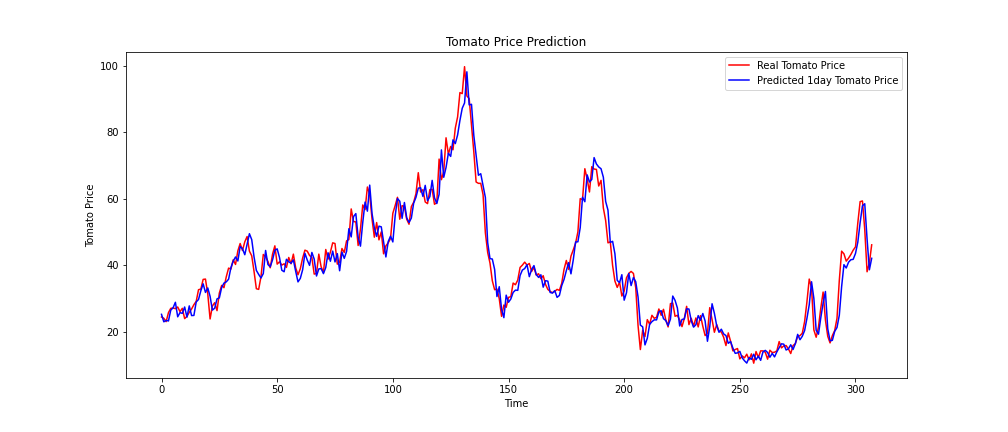 Tomato Price Prediction
Real Tomato Price
Predicted 1day Tomato Price
100
80
60
40
20
Tomato Price
0
50
100
150
200
250
300
Time